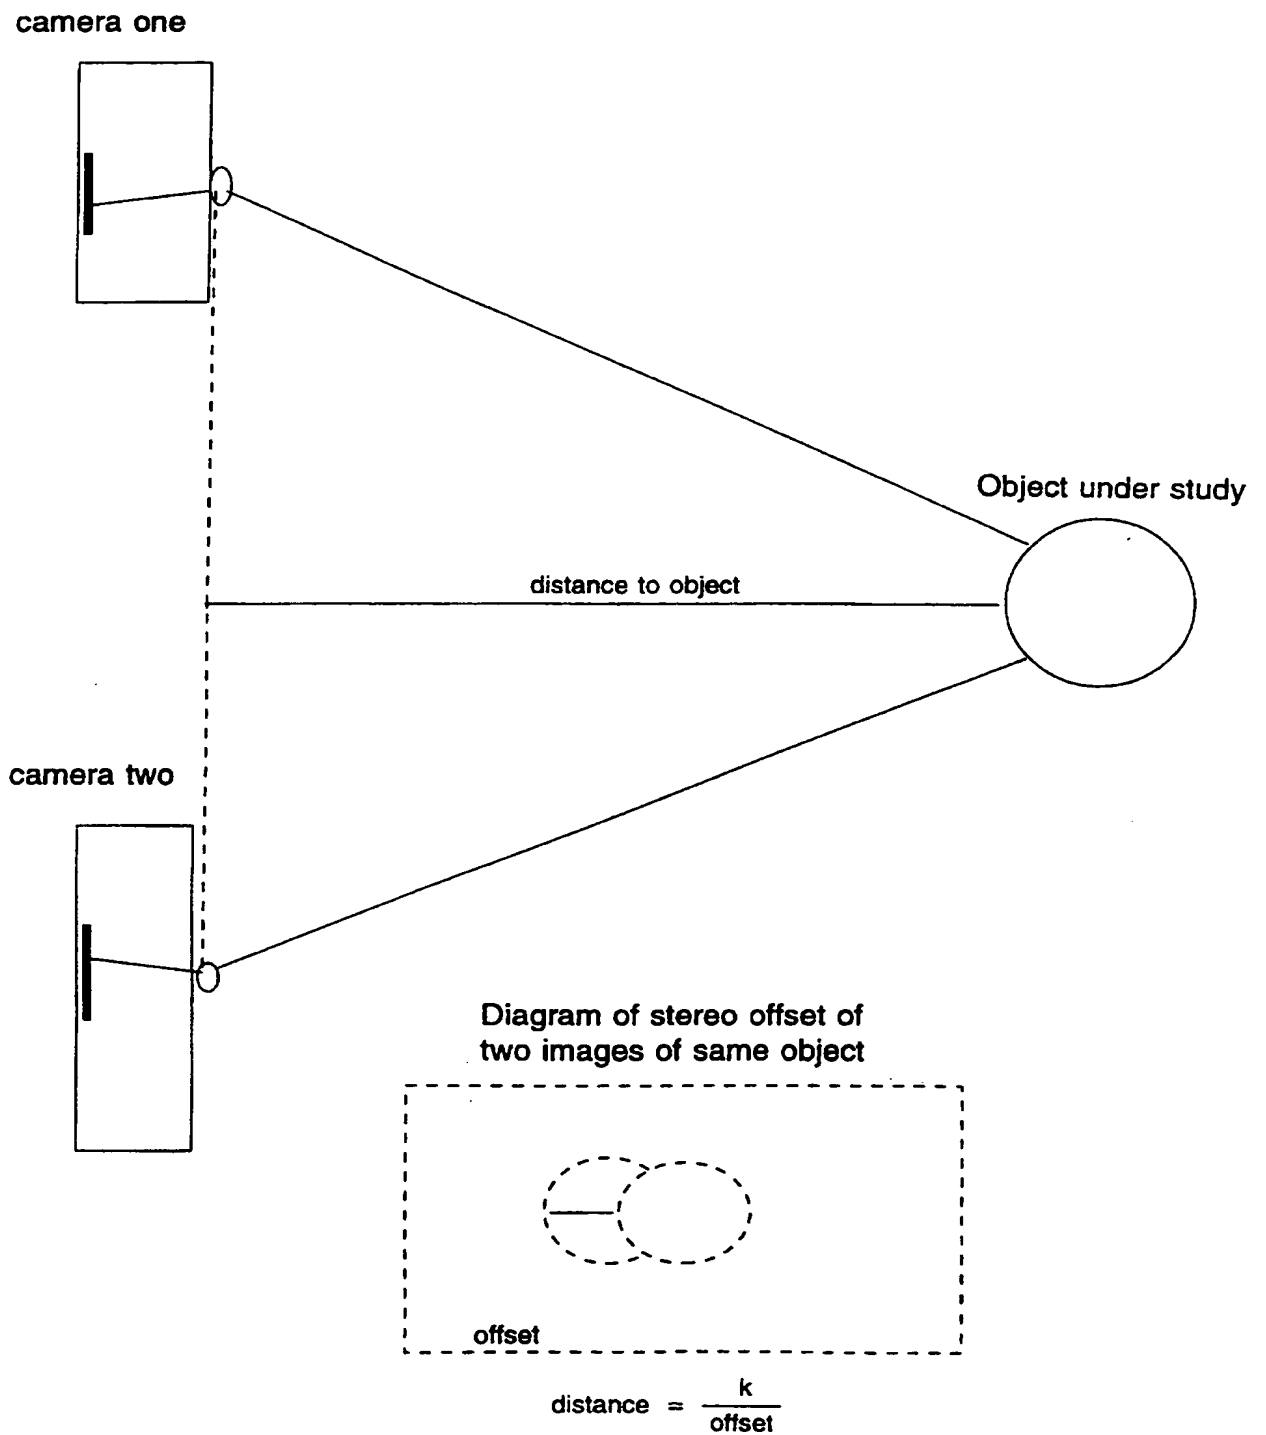 camera one
Object under study
distance to object
camera two
Diagram of stereo offset of
two images of same object
offset
distance = k
offset